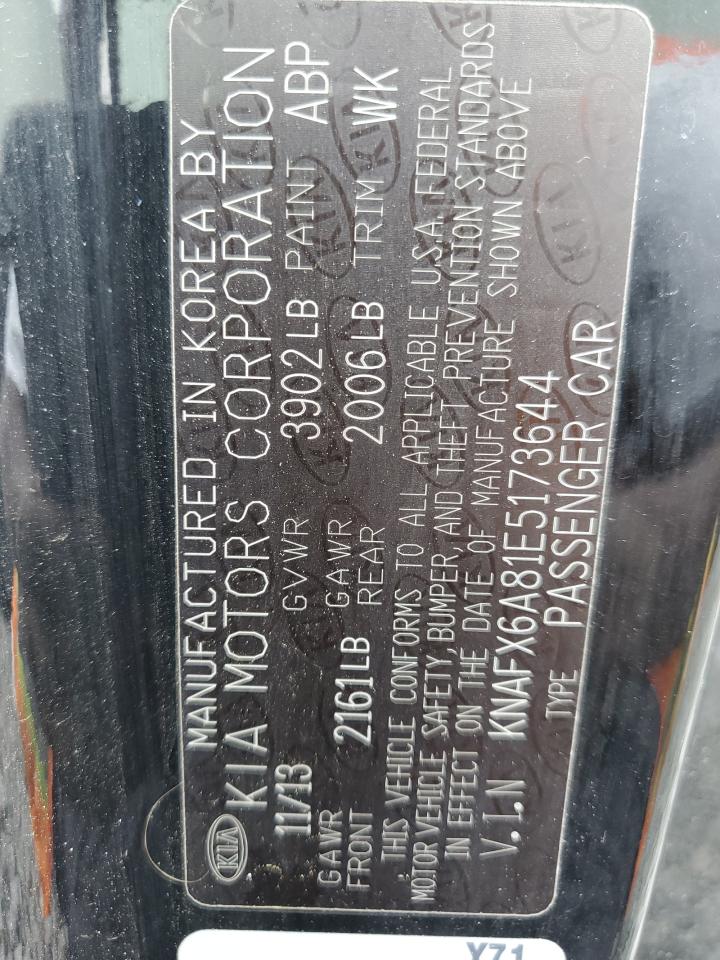 MANUFACTURED IN KOREA BY
KIA KIA MOTORS CORPORATION
11/13 GVWR 3902LB PAINT ABP
GAWR FRONT 2161LB GAWR REAR 2006LB TRIM WK
THIS VEHICLE CONFORMS TO ALL APPLICABLE U.S.A. FEDERAL
MOTOR VEHICLE SAFETY, BUMPER, AND THEFT PREVENTION STANDARDS
IN EFFECT ON THE DATE OF MANUFACTURE SHOWN ABOVE
V.I.N KNAFX6A81E5173644
TYPE PASSENGER CAR
Y71